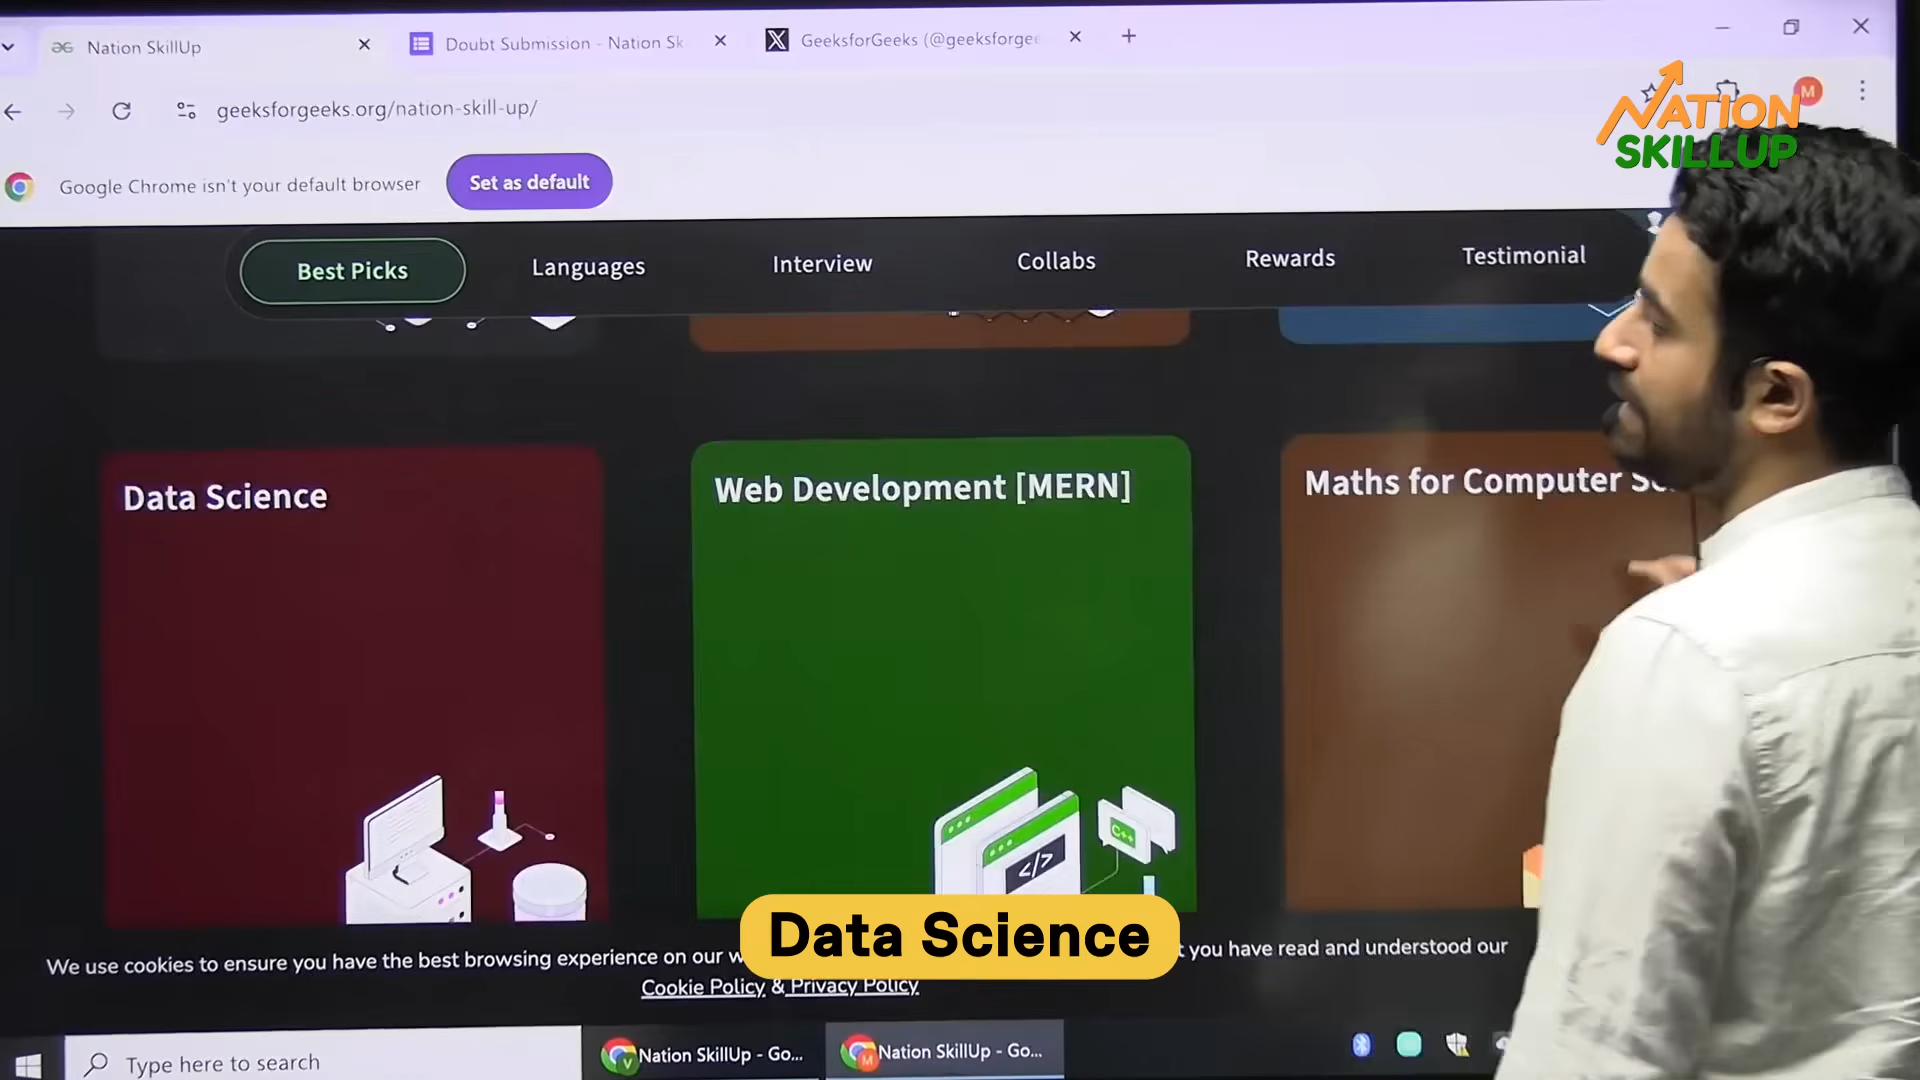 Nation SkillUp
Doubt Submission - Nation Sk
GeeksforGeeks (@geeksforgee
geeksforgeeks.org/nation-skill-up/
M
NATION
SKILLUP
Google Chrome isn't your default browser
Set as default
Best Picks
Languages
Interview
Collabs
Rewards
Testimonial
Data Science
Web Development [MERN]
Maths for Computer
C++
</>
Data Science
We use cookies to ensure you have the best browsing experience on our
you have read and understood our
Cookie Policy & Privacy Policy
Type here to search
V
Nation SkillUp - Go...
M
Nation SkillUp - Go...